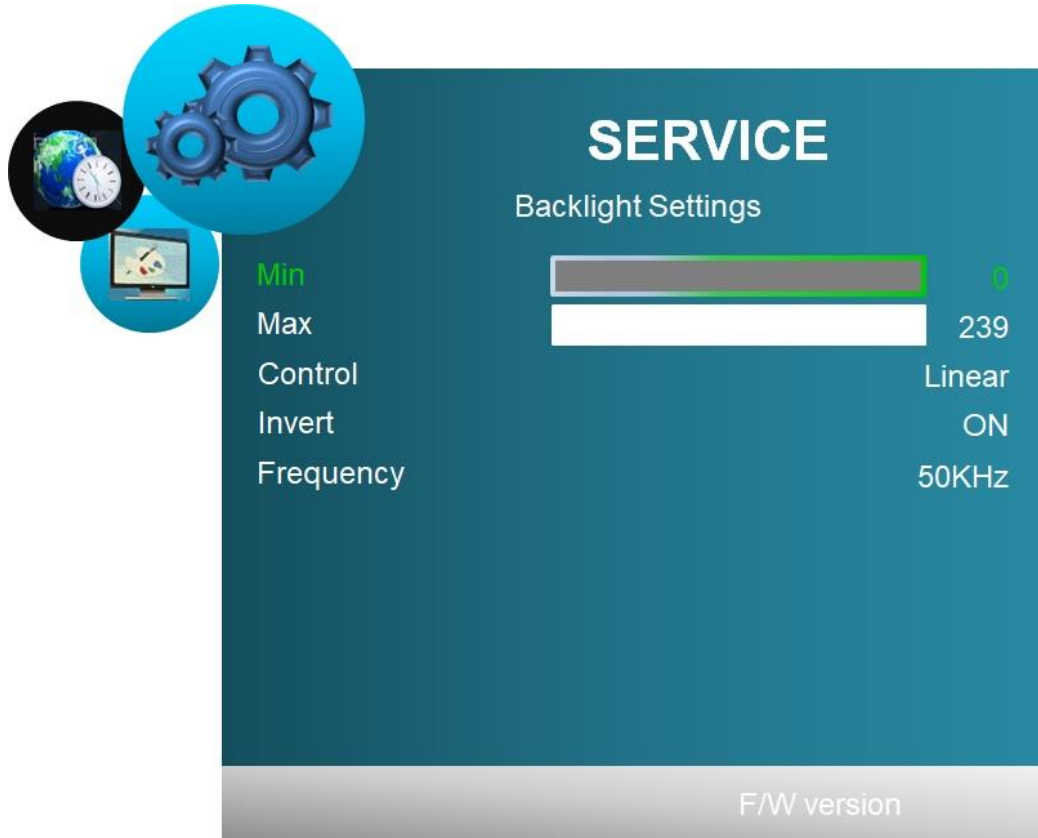 SERVICE
Backlight Settings
Min 0
Max 239
Control Linear
Invert ON
Frequency 50KHz
F/W version